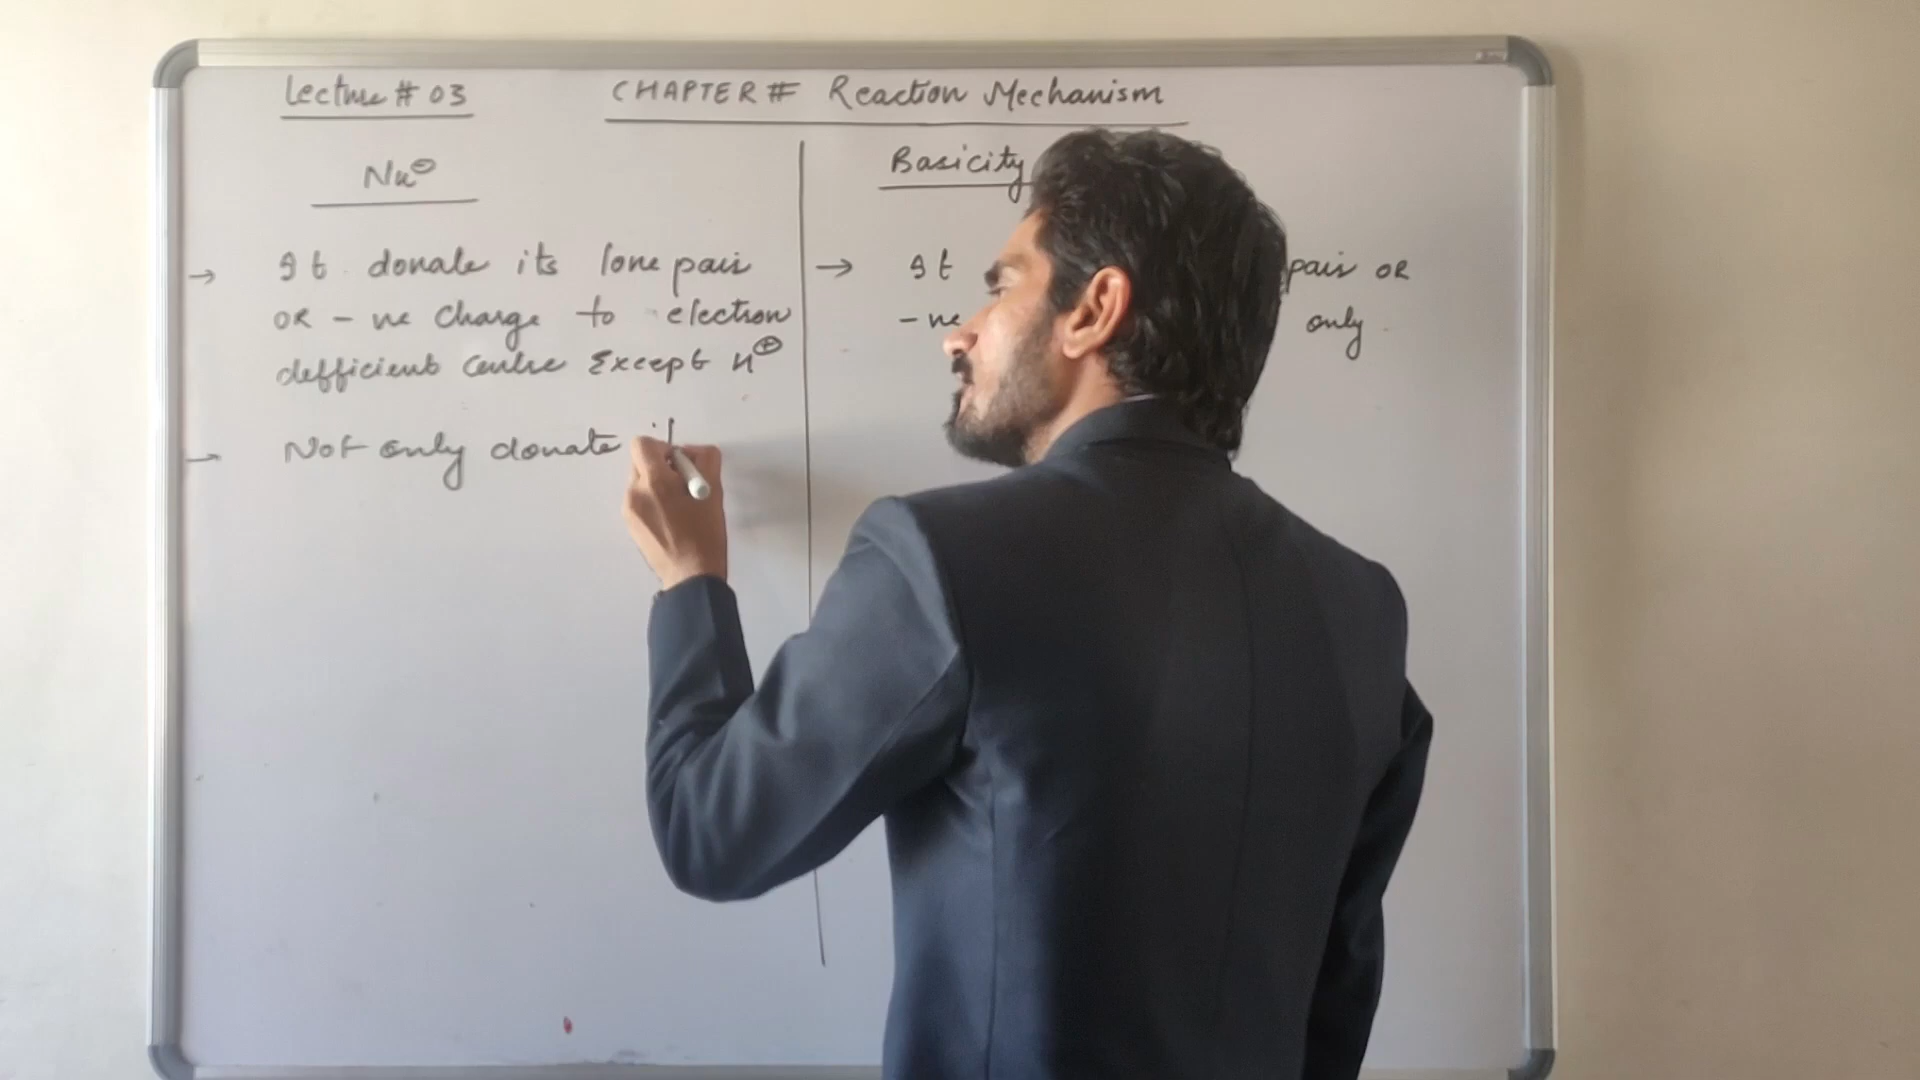 Lecture # 03
CHAPTER # Reaction Mechanism
Nu⊖
→ It donate its lone pair
OR - ve Charge to electron
defficient centre Except H⊕
→ Not only donate it
Basicity
→ It pair OR
- ve only